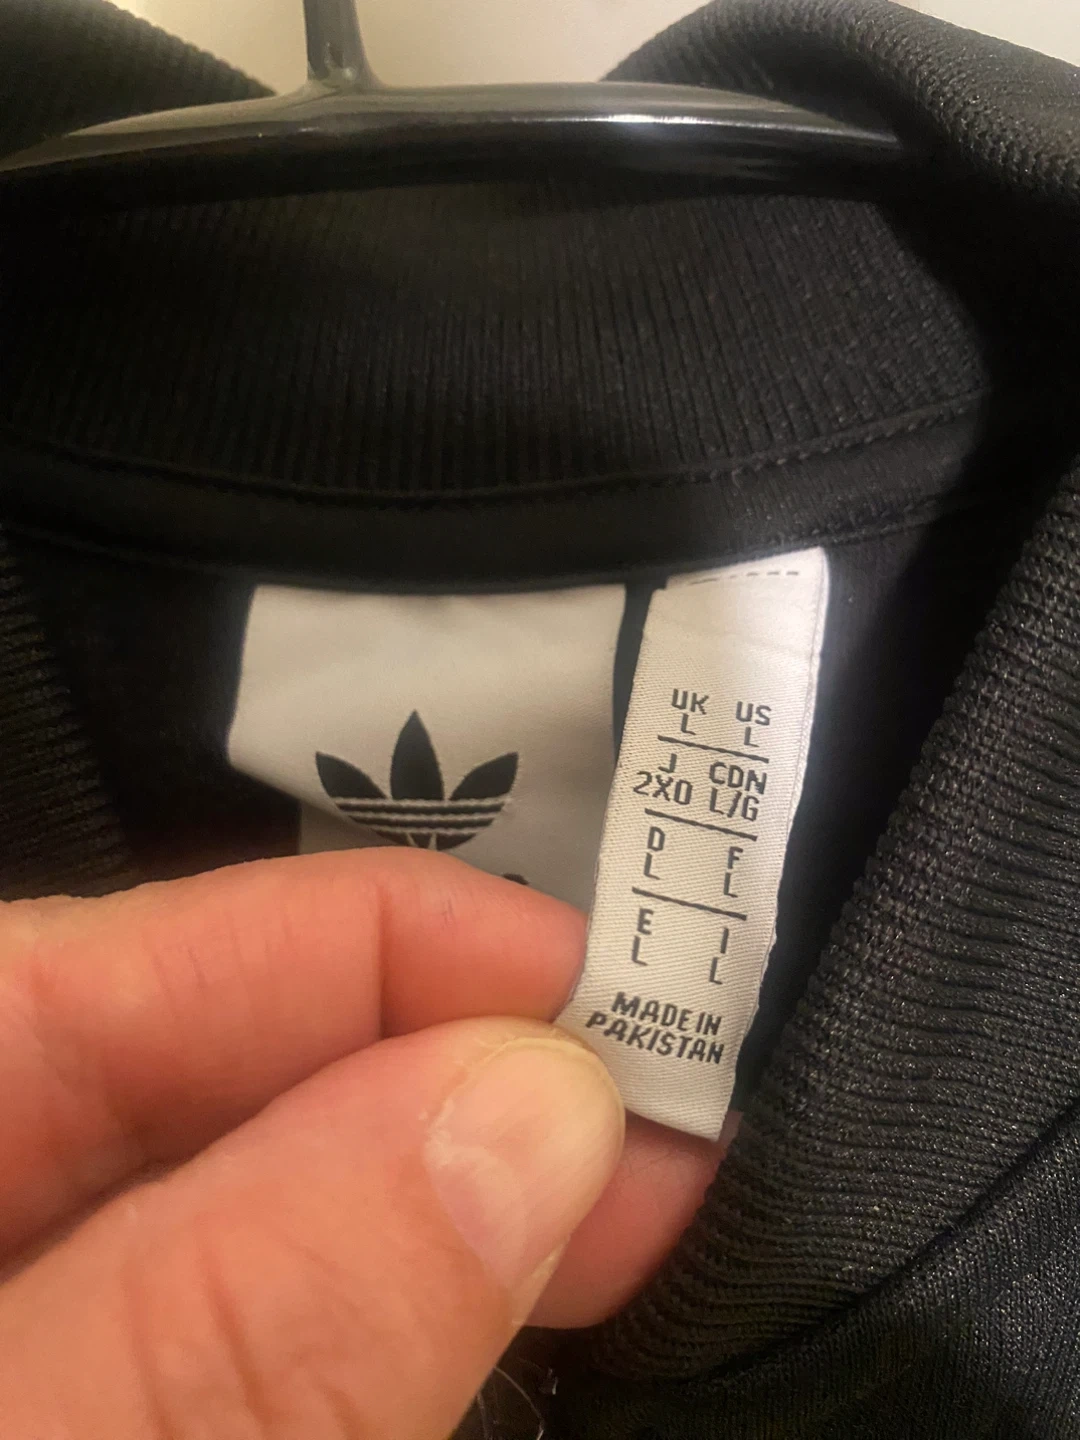 UK US
L L
J CDN
2XO L/G
D F
L L
E I
L L
MADE IN
PAKISTAN